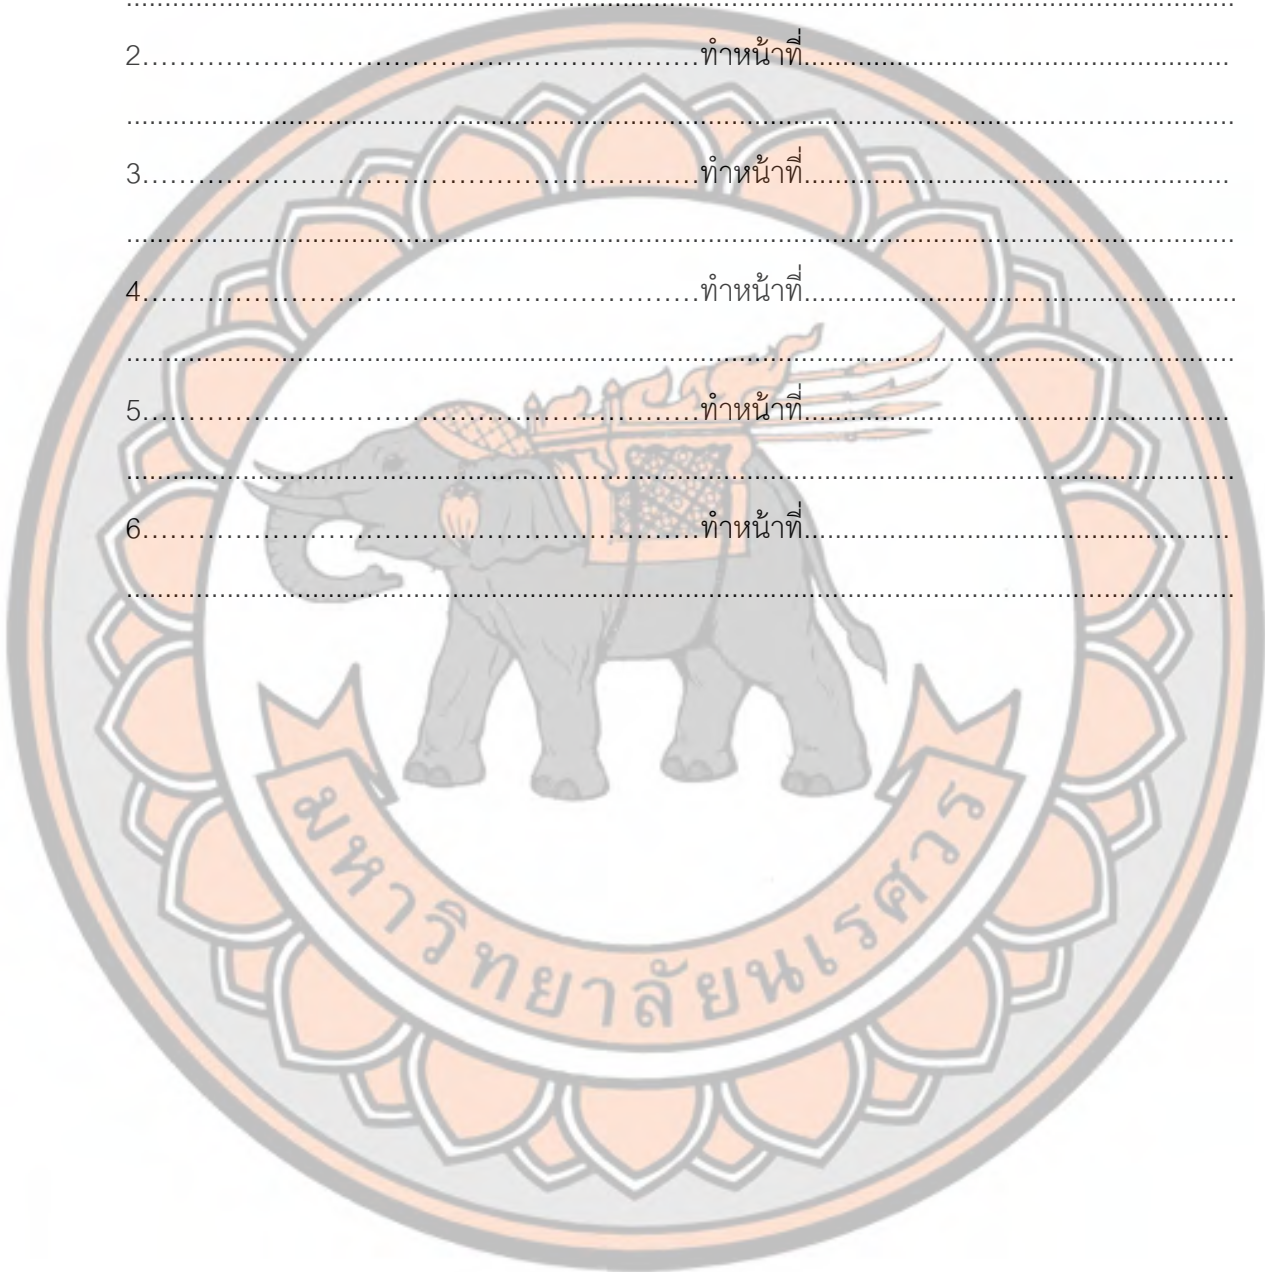 ....................................................................................................
2..................................................ทำหน้าที่........................................
....................................................................................................
3..................................................ทำหน้าที่........................................
....................................................................................................
4..................................................ทำหน้าที่........................................
....................................................................................................
5..................................................ทำหน้าที่........................................
....................................................................................................
6..................................................ทำหน้าที่........................................
....................................................................................................
มหาวิทยาลัยนเรศวร